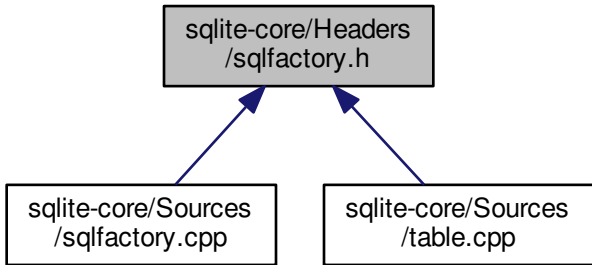 sqlite-core/Headers
/sqlfactory.h
sqlite-core/Sources
/sqlfactory.cpp
sqlite-core/Sources
/table.cpp